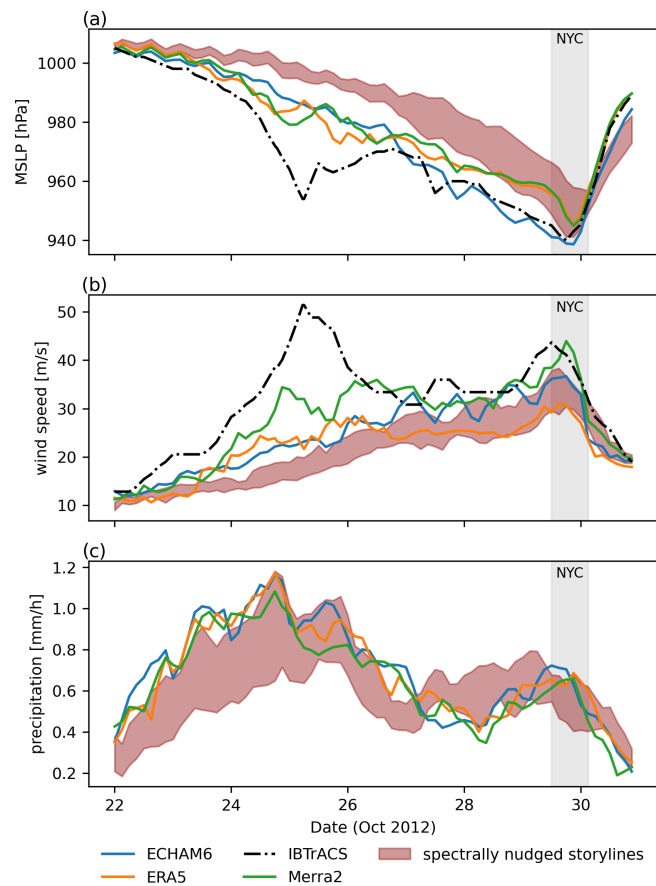 (a)
NYC
1000
980
960
940
MSLP [hPa]
(b)
NYC
50
40
30
20
10
wind speed [m/s]
(c)
NYC
1.2
1.0
0.8
0.6
0.4
0.2
precipitation [mm/h]
22 24 26 28 30
Date (Oct 2012)
ECHAM6 IBTrACS spectrally nudged storylines
ERA5 Merra2